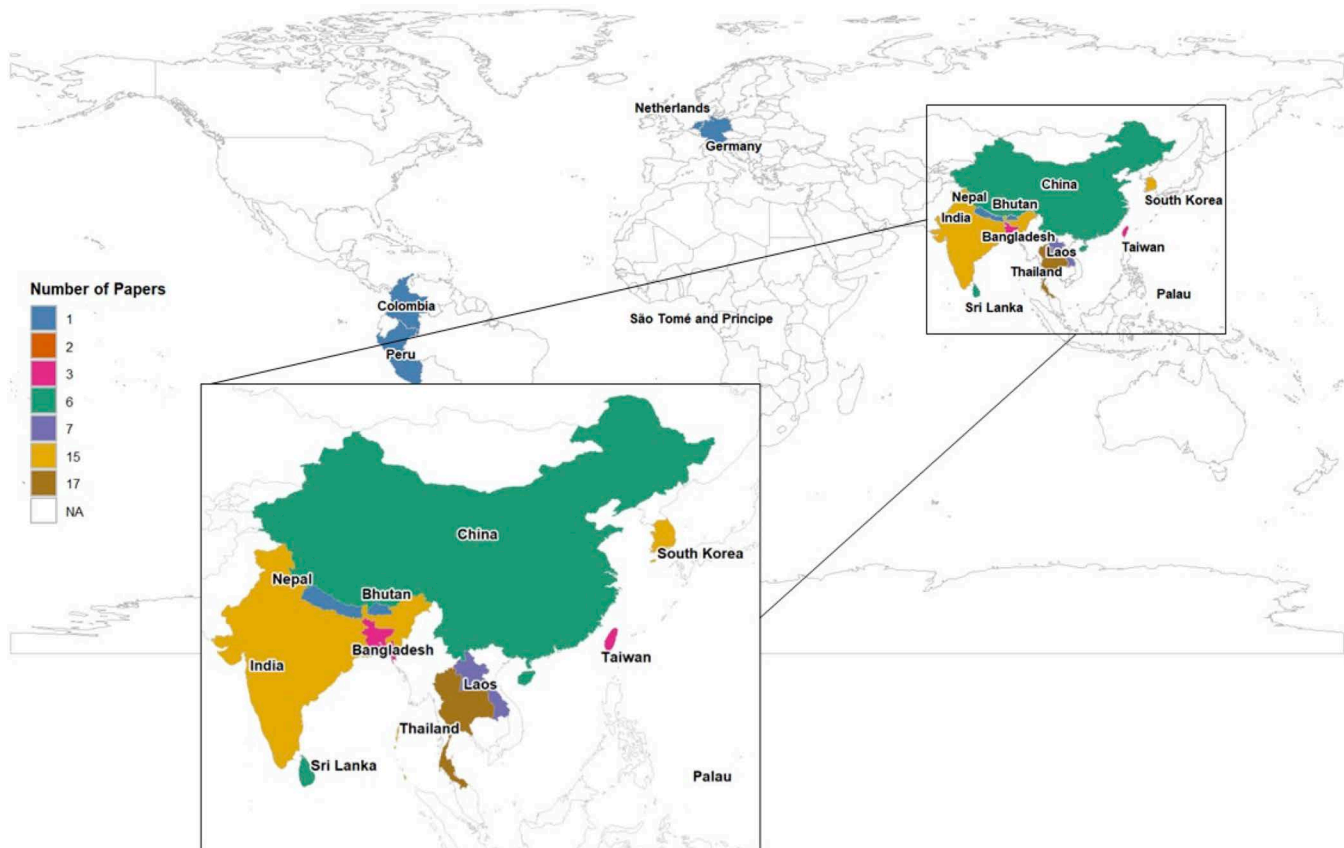 Netherlands
Germany
China
Nepal
Bhutan
South Korea
India
Bangladesh
Taiwan
Laos
Thailand
Palau
Sri Lanka
Colombia
São Tomé and Principe
Peru
Number of Papers
1
2
3
6
7
15
17
NA
China
South Korea
Nepal
Bhutan
Bangladesh
Taiwan
India
Laos
Thailand
Sri Lanka
Palau